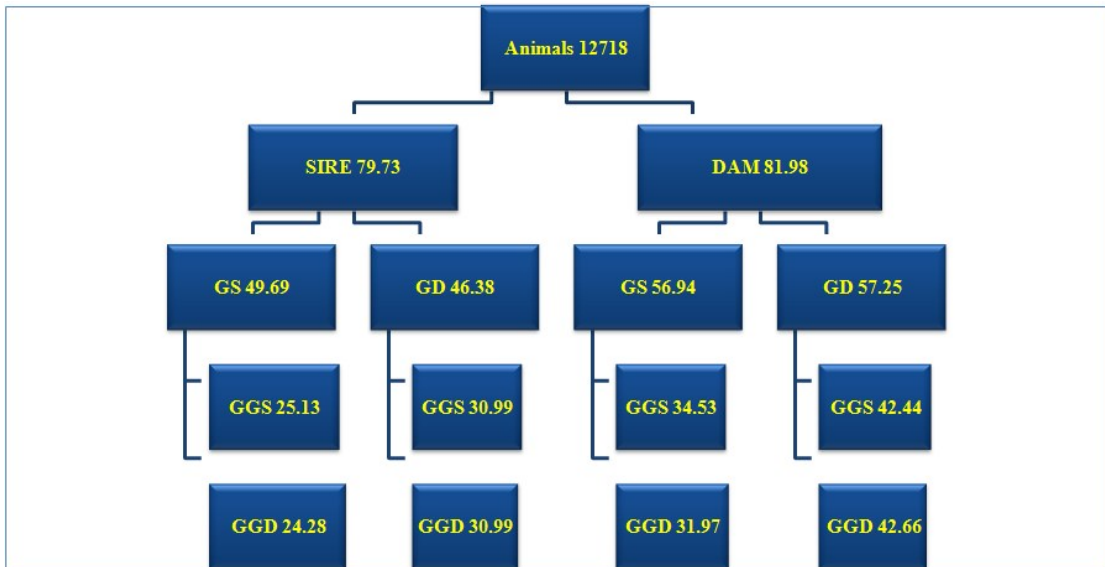 Animals 12718
SIRE 79.73
DAM 81.98
GS 49.69
GD 46.38
GS 56.94
GD 57.25
GGS 25.13
GGS 30.99
GGS 34.53
GGS 42.44
GGD 24.28
GGD 30.99
GGD 31.97
GGD 42.66